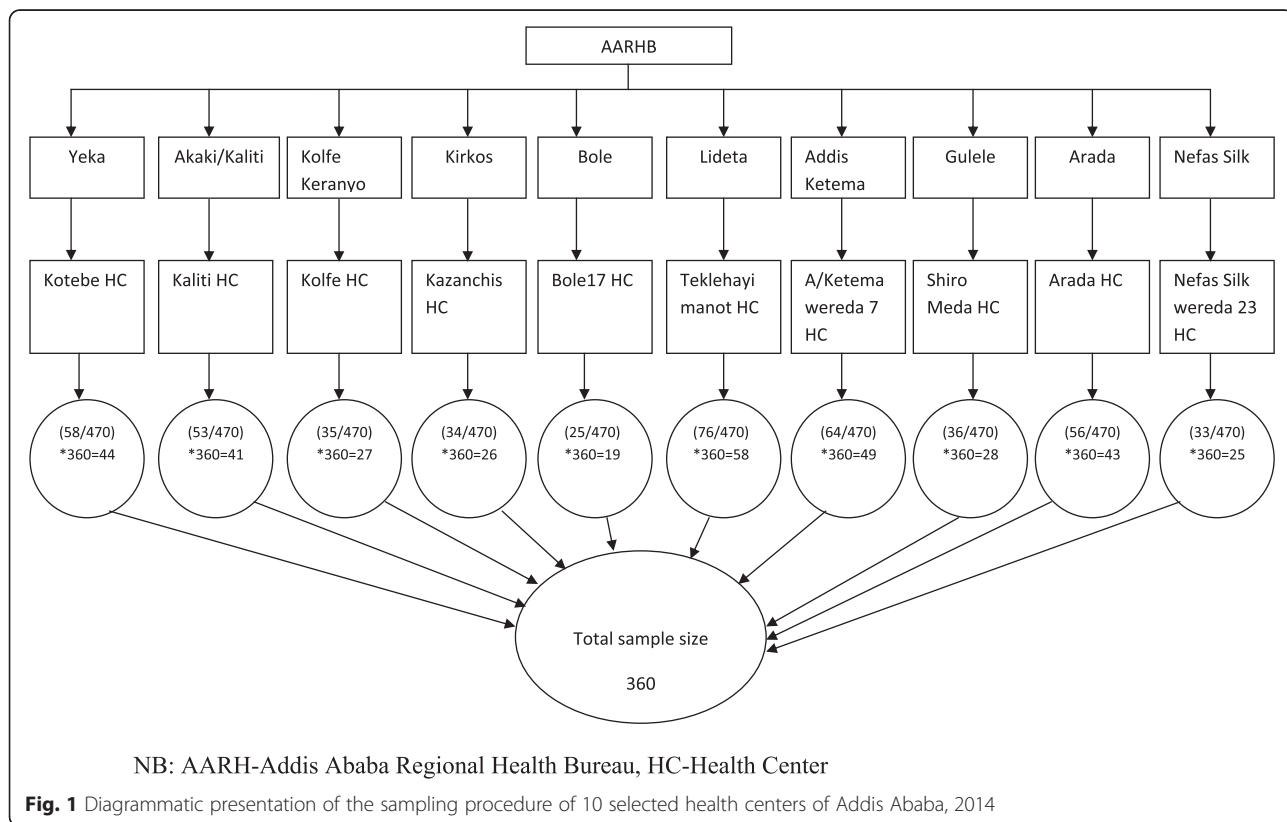 AARHB
Yeka
Akaki/Kaliti
Kolfe
Keranyo
Kirkos
Bole
Lideta
Addis
Ketema
Gulele
Arada
Nefas Silk
Kotebe HC
Kaliti HC
Kolfe HC
Kazanchis
HC
Bole17 HC
Teklehayi
manot HC
A/Ketema
wereda 7
HC
Shiro
Meda HC
Arada HC
Nefas Silk
wereda 23
HC
(58/470)
*360=44
(53/470)
*360=41
(35/470)
*360=27
(34/470)
*360=26
(25/470)
*360=19
(76/470)
*360=58
(64/470)
*360=49
(36/470)
*360=28
(56/470)
*360=43
(33/470)
*360=25
Total sample size
360
NB: AARH-Addis Ababa Regional Health Bureau, HC-Health Center
Fig. 1 Diagrammatic presentation of the sampling procedure of 10 selected health centers of Addis Ababa, 2014